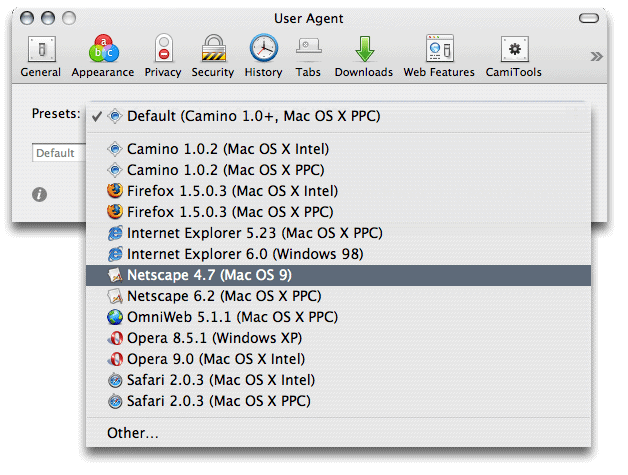 User Agent
General Appearance Privacy Security History Tabs Downloads Web Features CamiTools
Presets: Default (Camino 1.0+, Mac OS X PPC)
Default
Camino 1.0.2 (Mac OS X Intel)
Camino 1.0.2 (Mac OS X PPC)
Firefox 1.5.0.3 (Mac OS X Intel)
Firefox 1.5.0.3 (Mac OS X PPC)
Internet Explorer 5.23 (Mac OS X PPC)
Internet Explorer 6.0 (Windows 98)
Netscape 4.7 (Mac OS 9)
Netscape 6.2 (Mac OS X PPC)
OmniWeb 5.1.1 (Mac OS X PPC)
Opera 8.5.1 (Windows XP)
Opera 9.0 (Mac OS X Intel)
Safari 2.0.3 (Mac OS X Intel)
Safari 2.0.3 (Mac OS X PPC)
Other...